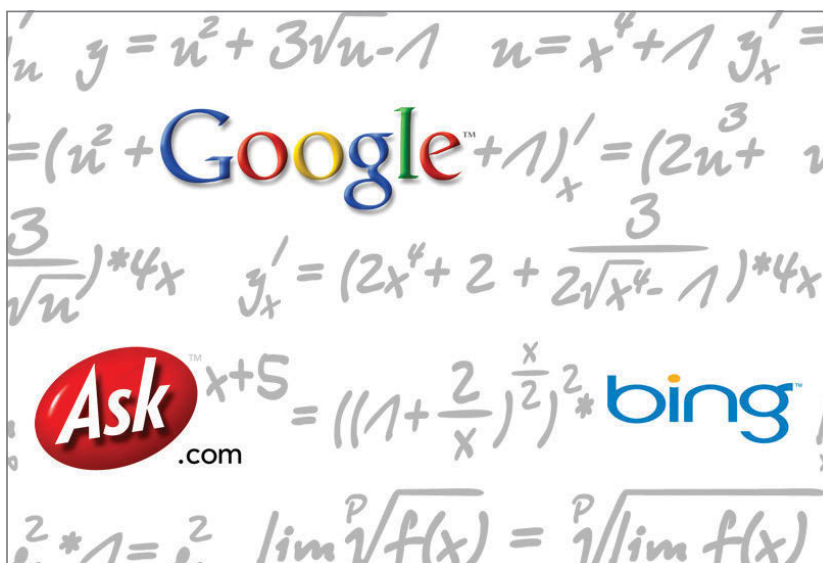 'u y = u² + 3√u-1 u = x⁴+1 y'ₓ =
=(u² + Google™ +1)'ₓ = (2u + 3
3/√u)*4x y'ₓ = (2x⁴ + 2 + 3/2√x⁴- 1)*4x
Ask™ .com x+5 = ((1+2/x)^x/2)²* bing™
²*1= ² lim ᵖ√f(x) = ᵖ√lim f(x)